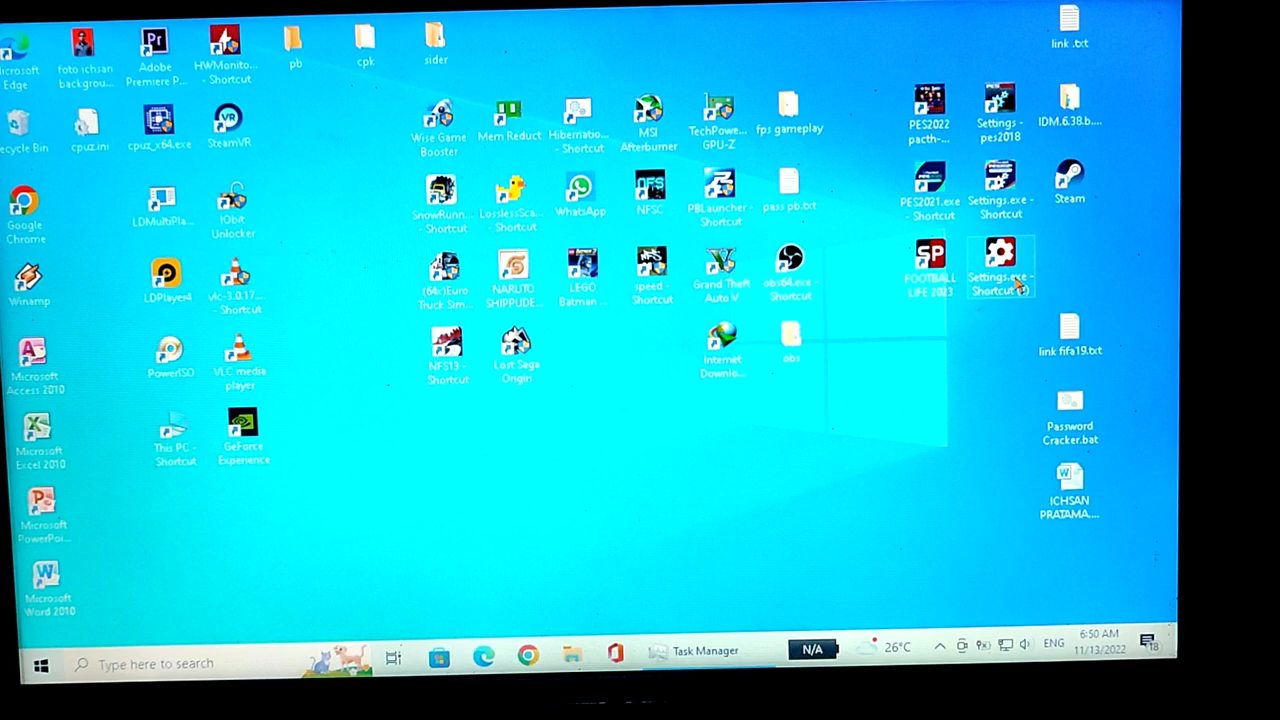 Microsoft
Edge
foto ichsan
backgrou...
Pr
Adobe
Premiere P...
HWMonito...
- Shortcut
pb
cpk
sider
link .txt
ecycle Bin
cpuz.ini
cpuz_x64.exe
VR
SteamVR
Wise Game
Booster
Mem Reduct
Hibernatio...
- Shortcut
MSI
Afterburner
TechPowe...
GPU-Z
fps gameplay
PES2022
pacth-...
Settings -
pes2018
IDM.6.38.b....
Google
Chrome
LDMultiPla...
IObit
Unlocker
SnowRunn...
- Shortcut
LosslessSca...
- Shortcut
WhatsApp
NFSC
PBLauncher -
Shortcut
pass pb.txt
PES2021.exe
- Shortcut
Settings.exe -
Shortcut
Steam
Winamp
LDPlayer4
vlc-3.0.17....
- Shortcut
(64x)Euro
Truck Sim...
NARUTO
SHIPPUDE...
LEGO
Batman ...
speed -
Shortcut
Grand Theft
Auto V
obs64.exe -
Shortcut
SP
FOOTBALL
LIFE 2023
Settings.exe -
Shortcut
Microsoft
Access 2010
PowerISO
VLC media
player
NFS13 -
Shortcut
Lost Saga
Origin
Internet
Downlo...
obs
link fifa19.txt
Microsoft
Excel 2010
This PC -
Shortcut
GeForce
Experience
Password
Cracker.bat
Microsoft
PowerPoi...
ICHSAN
PRATAMA....
Microsoft
Word 2010
Type here to search
Task Manager
N/A
26°C
ENG
6:50 AM
11/13/2022
18